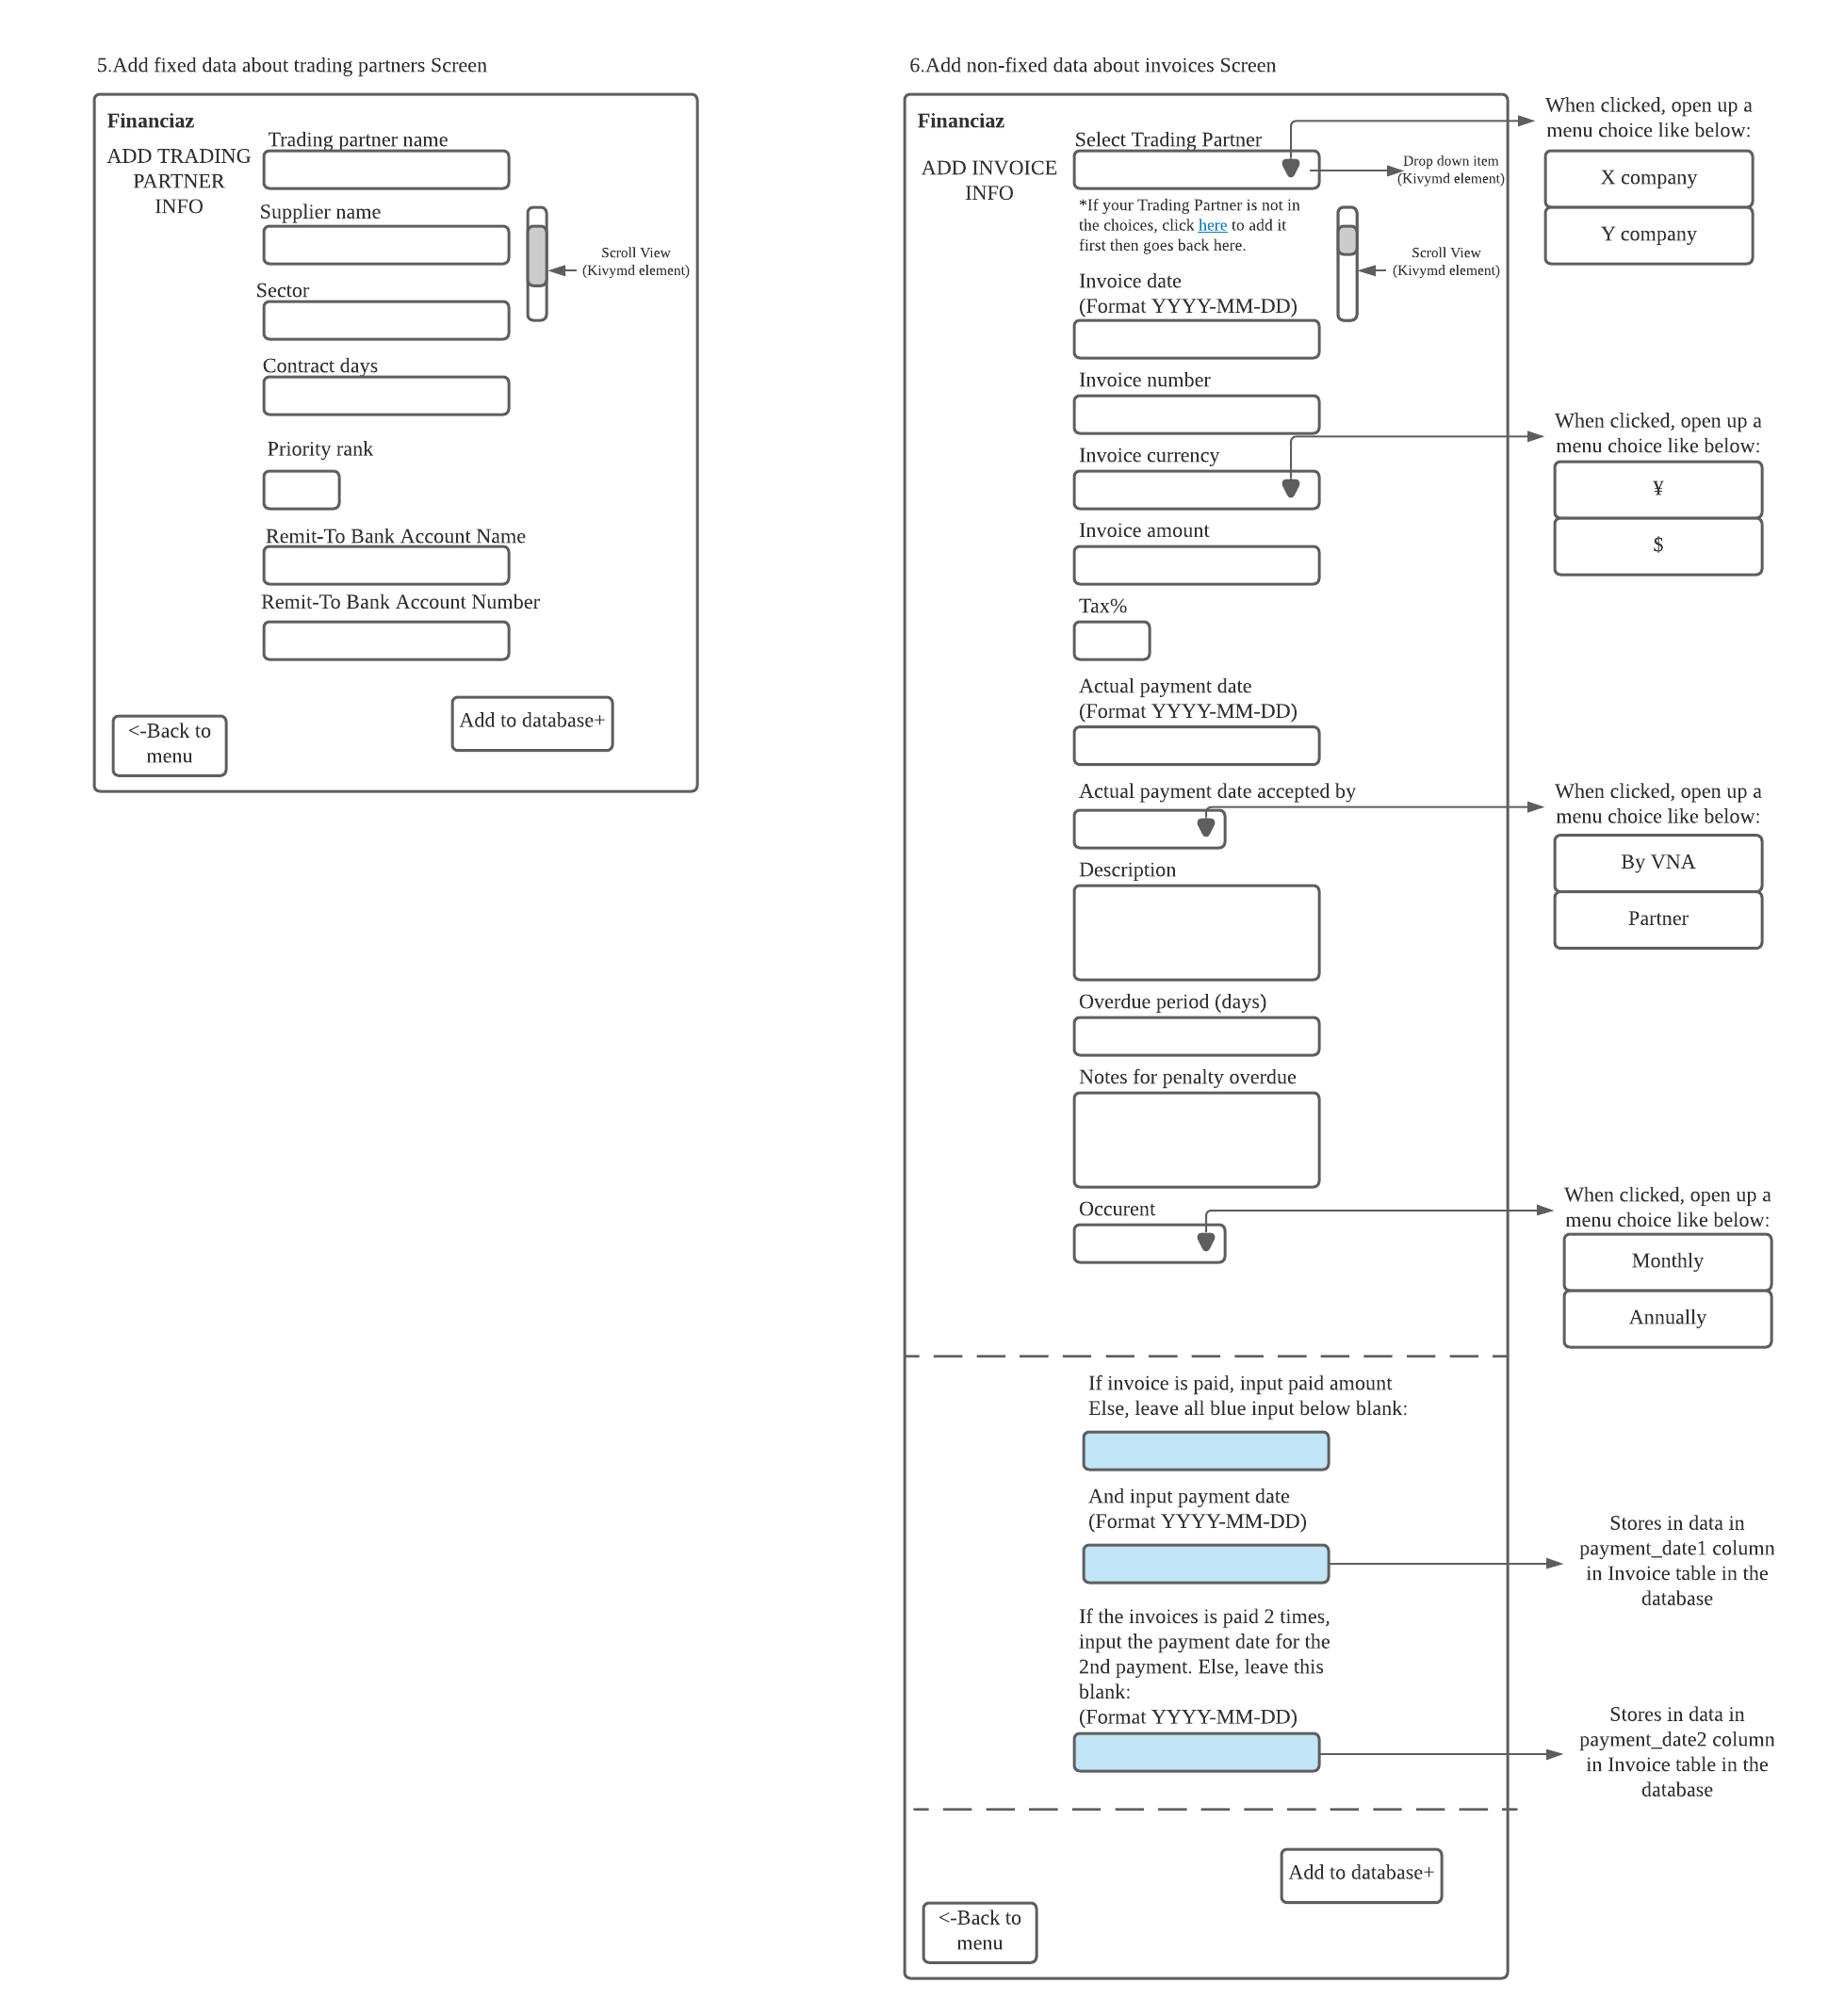 5.Add fixed data about trading partners Screen
Financiaz
ADD TRADING
PARTNER
INFO
Trading partner name
Supplier name
Sector
Contract days
Priority rank
Remit-To Bank Account Name
Remit-To Bank Account Number
Scroll View
(Kivymd element)
Add to database+
<-Back to
menu
6.Add non-fixed data about invoices Screen
Financiaz
ADD INVOICE
INFO
Select Trading Partner
Drop down item
(Kivymd element)
*If your Trading Partner is not in
the choices, click here to add it
first then goes back here.
Scroll View
(Kivymd element)
Invoice date
(Format YYYY-MM-DD)
Invoice number
Invoice currency
Invoice amount
Tax%
Actual payment date
(Format YYYY-MM-DD)
Actual payment date accepted by
Description
Overdue period (days)
Notes for penalty overdue
Occurent
If invoice is paid, input paid amount
Else, leave all blue input below blank:
And input payment date
(Format YYYY-MM-DD)
If the invoices is paid 2 times,
input the payment date for the
2nd payment. Else, leave this
blank:
(Format YYYY-MM-DD)
Add to database+
<-Back to
menu
When clicked, open up a
menu choice like below:
X company
Y company
When clicked, open up a
menu choice like below:
¥
$
When clicked, open up a
menu choice like below:
By VNA
Partner
When clicked, open up a
menu choice like below:
Monthly
Annually
Stores in data in
payment_date1 column
in Invoice table in the
database
Stores in data in
payment_date2 column
in Invoice table in the
database